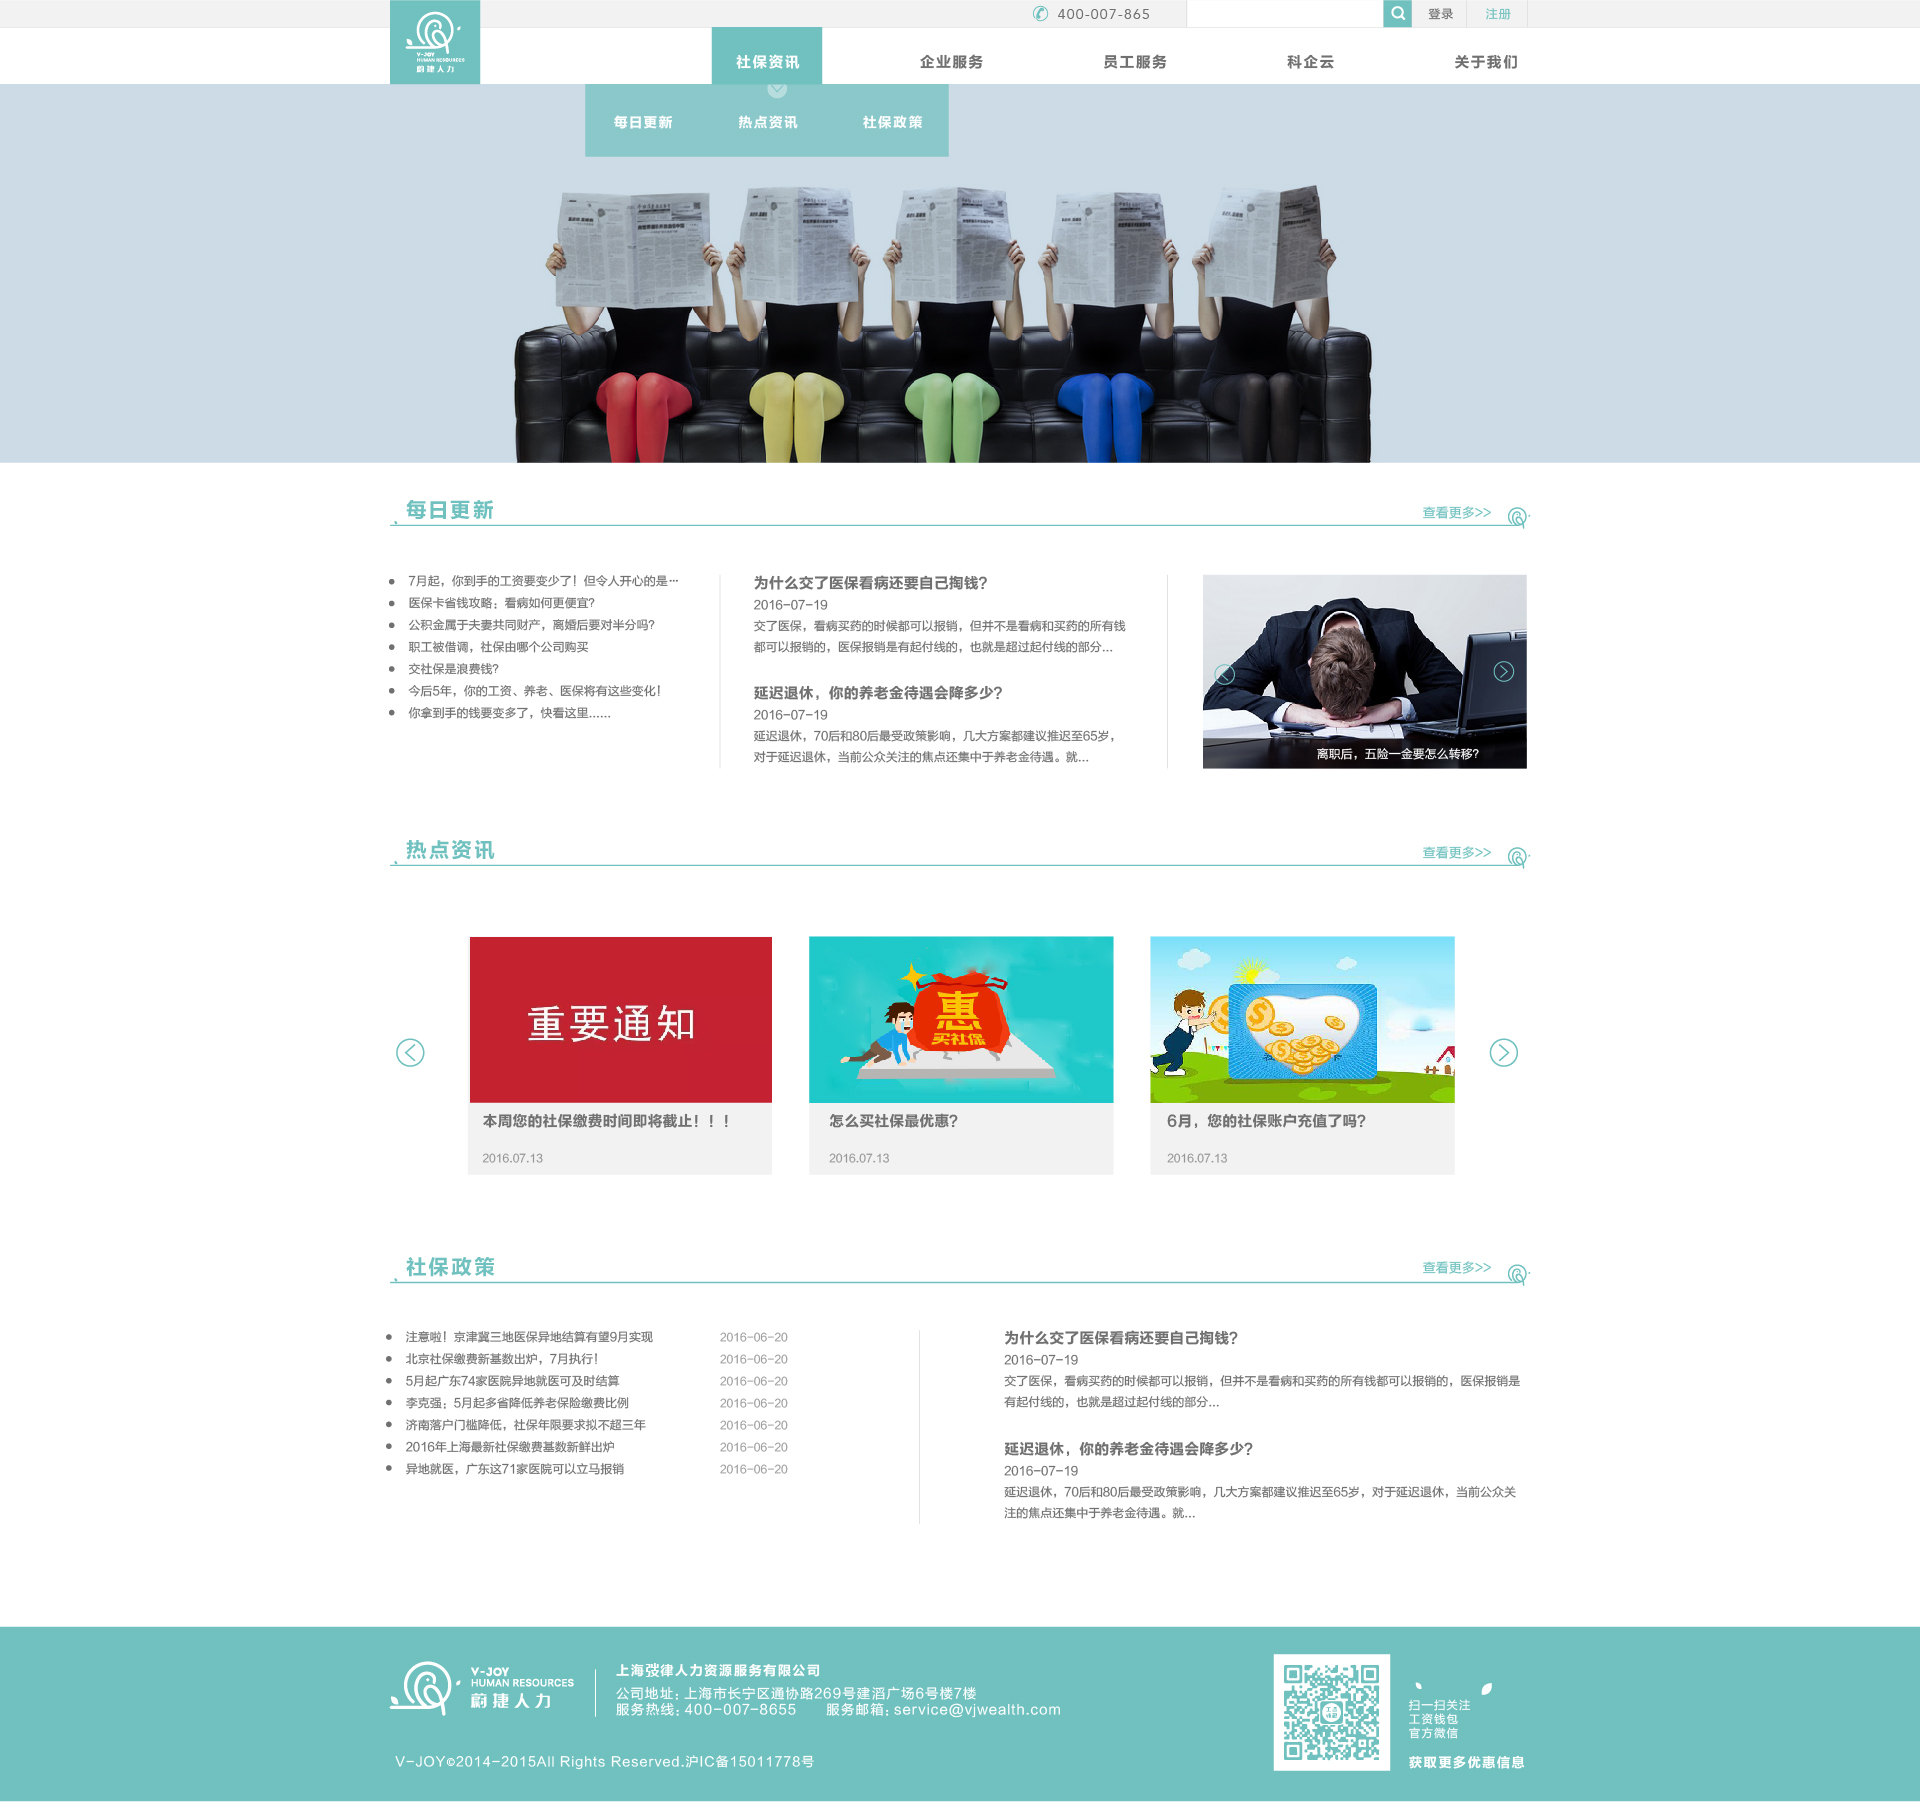 V-JOY
HUMAN RESOURCES
蔚捷人力
400-007-865
登录
注册
社保资讯
企业服务
员工服务
科企云
关于我们
每日更新
热点资讯
社保政策
每日更新
查看更多>>
7月起，你到手的工资要变少了！但令人开心的是…
医保卡省钱攻略：看病如何更便宜？
公积金属于夫妻共同财产，离婚后要对半分吗？
职工被借调，社保由哪个公司购买
交社保是浪费钱？
今后5年，你的工资、养老、医保将有这些变化！
你拿到手的钱要变多了，快看这里......
为什么交了医保看病还要自己掏钱？
2016-07-19
交了医保，看病买药的时候都可以报销，但并不是看病和买药的所有钱
都可以报销的，医保报销是有起付线的，也就是超过起付线的部分...
延迟退休，你的养老金待遇会降多少？
2016-07-19
延迟退休，70后和80后最受政策影响，几大方案都建议推迟至65岁，
对于延迟退休，当前公众关注的焦点还集中于养老金待遇。就...
离职后，五险一金要怎么转移？
热点资讯
查看更多>>
重要通知
惠
买社保
本周您的社保缴费时间即将截止！！！
2016.07.13
怎么买社保最优惠？
2016.07.13
6月，您的社保账户充值了吗？
2016.07.13
社保政策
查看更多>>
注意啦！京津冀三地医保异地结算有望9月实现 2016-06-20
北京社保缴费新基数出炉，7月执行！ 2016-06-20
5月起广东74家医院异地就医可及时结算 2016-06-20
李克强：5月起多省降低养老保险缴费比例 2016-06-20
济南落户门槛降低，社保年限要求拟不超三年 2016-06-20
2016年上海最新社保缴费基数新鲜出炉 2016-06-20
异地就医，广东这71家医院可以立马报销 2016-06-20
为什么交了医保看病还要自己掏钱？
2016-07-19
交了医保，看病买药的时候都可以报销，但并不是看病和买药的所有钱都可以报销的，医保报销是
有起付线的，也就是超过起付线的部分...
延迟退休，你的养老金待遇会降多少？
2016-07-19
延迟退休，70后和80后最受政策影响，几大方案都建议推迟至65岁，对于延迟退休，当前公众关
注的焦点还集中于养老金待遇。就...
V-JOY
HUMAN RESOURCES
蔚捷人力
上海弢律人力资源服务有限公司
公司地址：上海市长宁区通协路269号建滔广场6号楼7楼
服务热线：400-007-8655 服务邮箱：service@vjwealth.com
V-JOY©2014-2015All Rights Reserved.沪IC备15011778号
扫一扫关注
工资钱包
官方微信
获取更多优惠信息